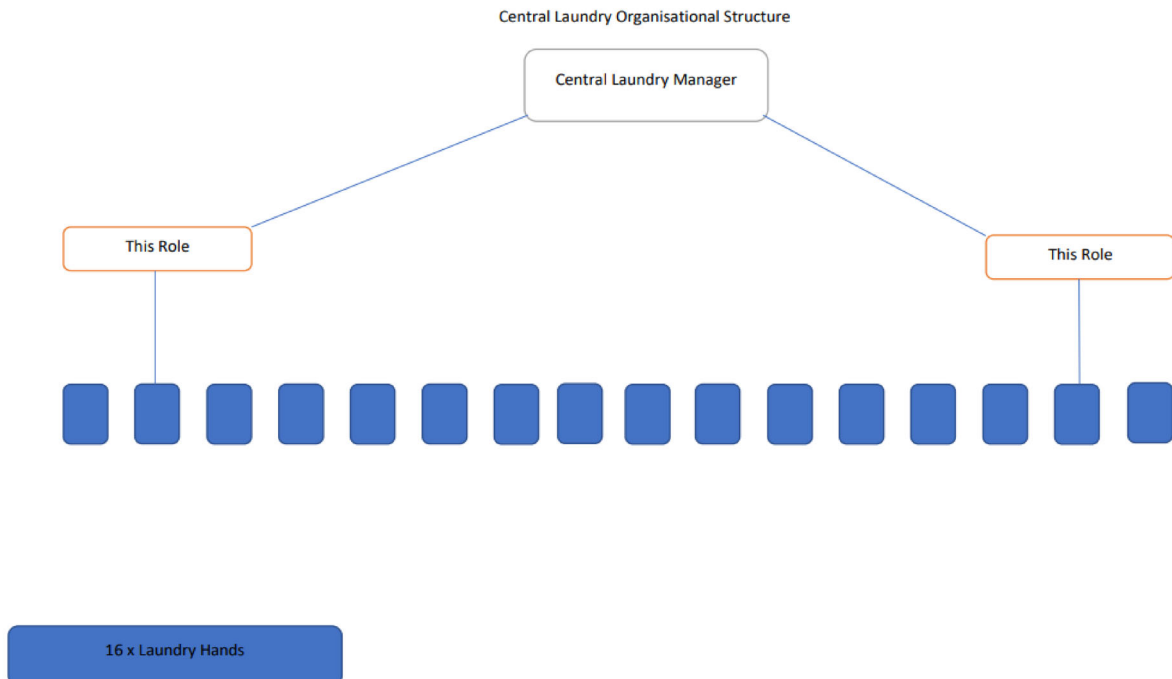 Central Laundry Organisational Structure
Central Laundry Manager
This Role
This Role
16 x Laundry Hands